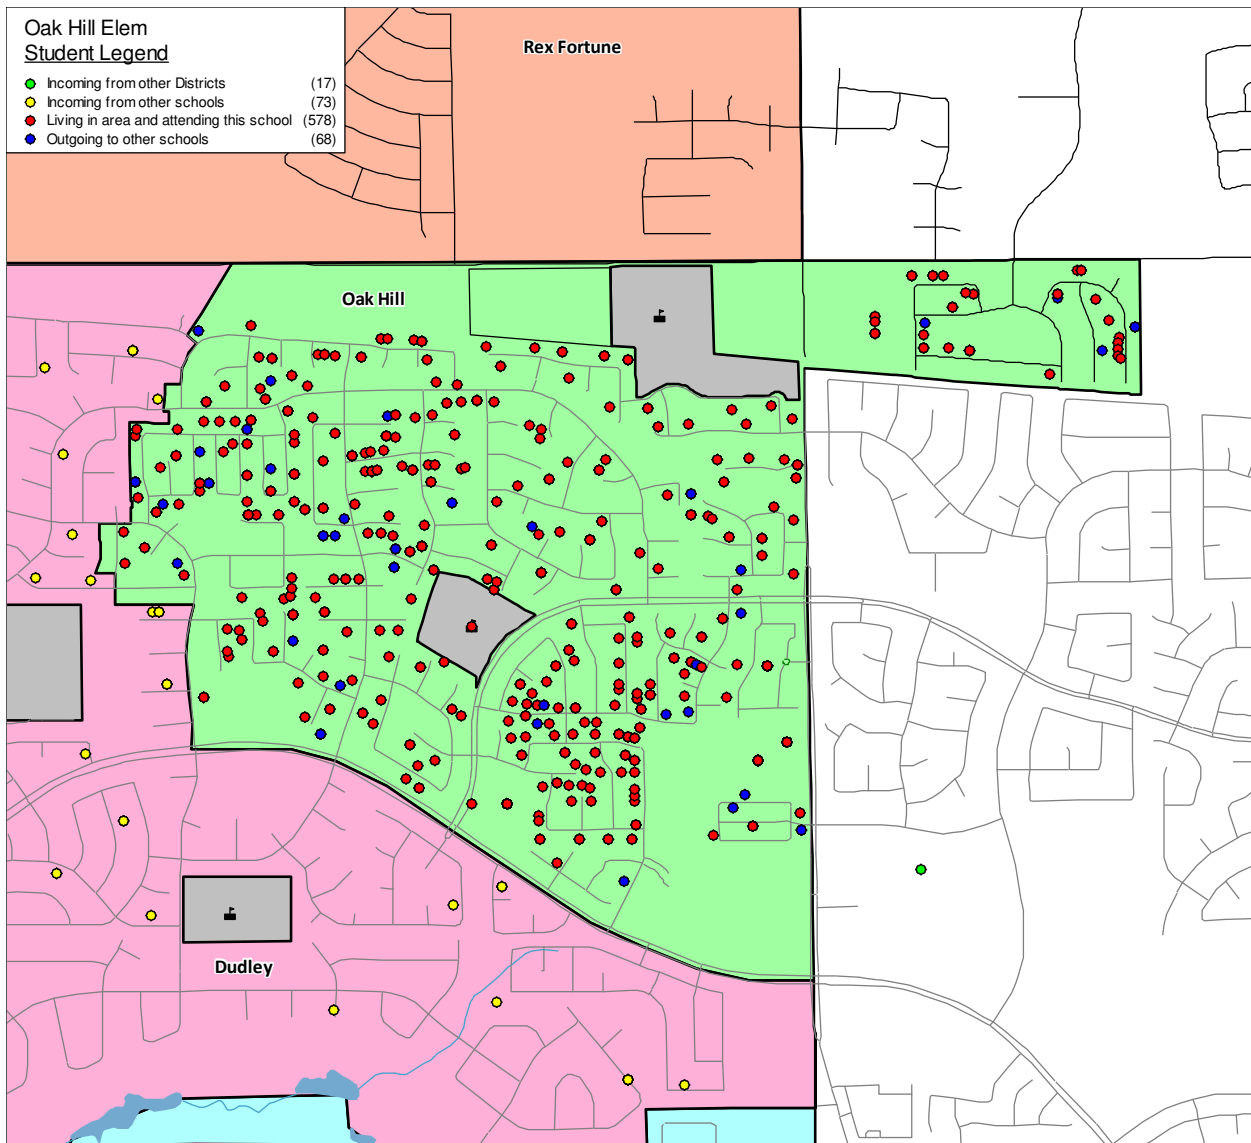 Oak Hill Elem
Student Legend
Incoming from other Districts (17)
Incoming from other schools (73)
Living in area and attending this school (578)
Outgoing to other schools (68)
Rex Fortune
Oak Hill
Dudley